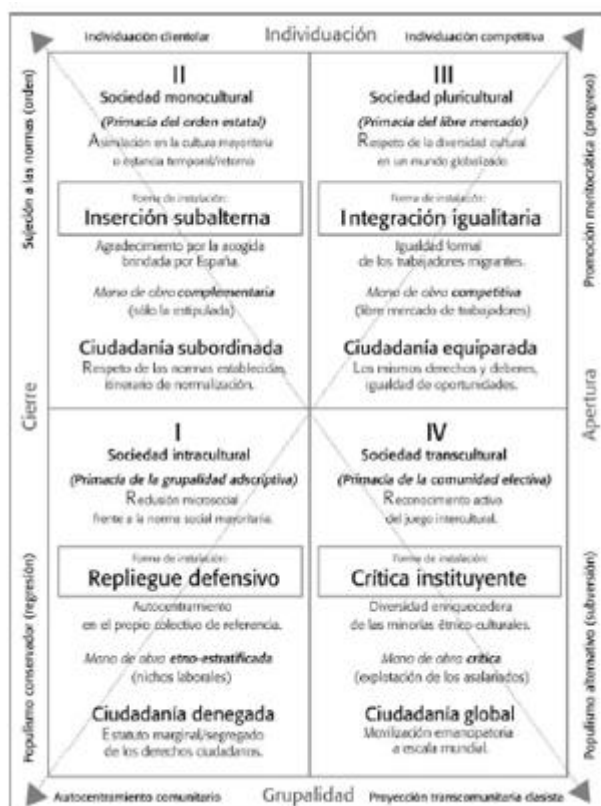 Individuación clientelar
Individuación
Individuación competitiva
Sujeción a las normas (orden)
Cierre
Populismo conservador (regresión)
II
Sociedad monocultural
(Primacía del orden estatal)
Asimilación en la cultura mayoritaria
o estancia temporal/retorno
Forma de instalación:
Inserción subalterna
Agradecimiento por la acogida
brindada por España.
Mano de obra complementaria
(sólo la estipulada)
Ciudadanía subordinada
Respeto de las normas establecidas,
itinerario de normalización.
III
Sociedad pluricultural
(Primacía del libre mercado)
Respeto de la diversidad cultural
en un mundo globalizado
Forma de instalación:
Integración igualitaria
Igualdad formal
de los trabajadores migrantes.
Mano de obra competitiva
(libre mercado de trabajadores)
Ciudadanía equiparada
Los mismos derechos y deberes,
igualdad de oportunidades.
I
Sociedad intracultural
(Primacía de la grupalidad adscriptiva)
Reclusión microsocial
frente a la norma social mayoritaria.
Forma de instalación:
Repliegue defensivo
Autocentramiento
en el propio colectivo de referencia.
Mano de obra etno-estratificada
(nichos laborales)
Ciudadanía denegada
Estatuto marginal/segregado
de los derechos ciudadanos.
IV
Sociedad transcultural
(Primacía de la comunidad electiva)
Reconocimiento activo
del juego intercultural.
Forma de instalación:
Crítica instituyente
Diversidad enriquecedora
de las minorías étnico-culturales.
Mano de obra crítica
(explotación de los asalariados)
Ciudadanía global
Movilización emancipatoria
a escala mundial.
Promoción meritocrática (progreso)
Apertura
Populismo alternativo (subversión)
Autocentramiento comunitario
Grupalidad
Proyección transcomunitaria clasista